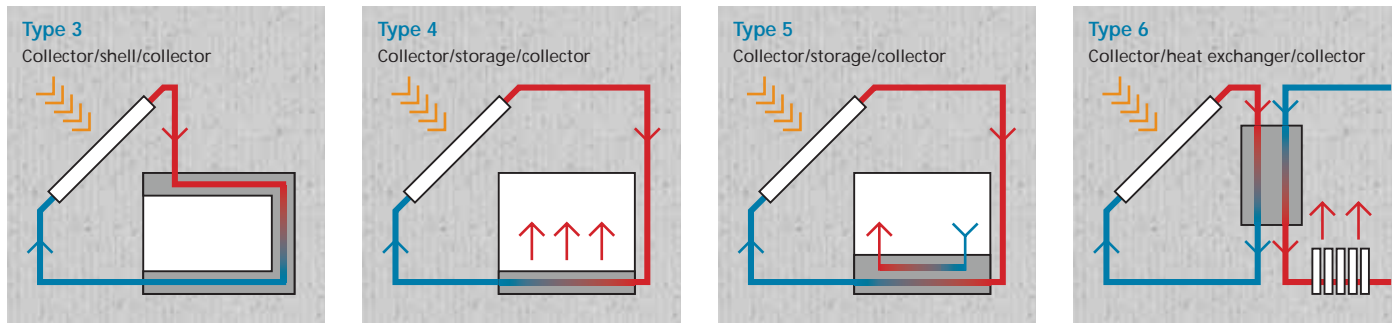 Type 3
Collector/shell/collector
Type 4
Collector/storage/collector
Type 5
Collector/storage/collector
Type 6
Collector/heat exchanger/collector